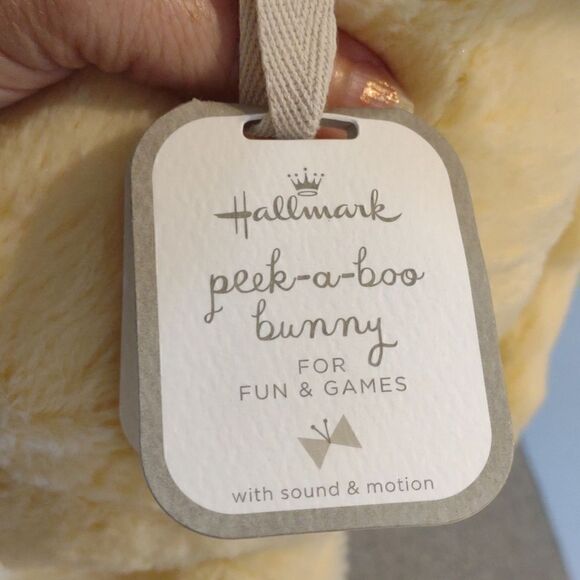 Hallmark
peek-a-boo
bunny
FOR
FUN & GAMES
with sound & motion